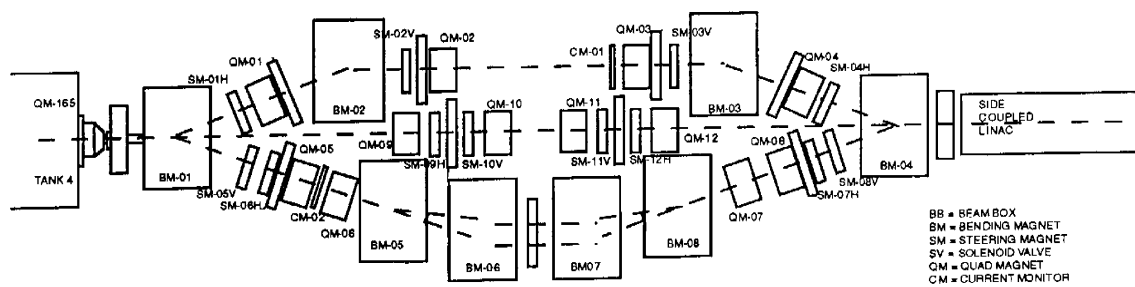 QM-165
TANK 4
BM-01
SM-01H
QM-01
BM-02
SM-02V
QM-02
CM-01
QM-03
SM-03V
BM-03
QM-04
SM-04H
BM-04
SIDE
COUPLED
LINAC
QM-09
SM-09H
SM-10V
QM-10
QM-11
SM-11V
SM-12H
QM-12
SM-05V
SM-06H
QM-05
CM-02
QM-06
BM-05
BM-06
BM07
BM-08
QM-07
QM-08
SM-07H
SM-08V
BB = BEAM BOX
BM = BENDING MAGNET
SM = STEERING MAGNET
SV = SOLENOID VALVE
QM = QUAD MAGNET
CM = CURRENT MONITOR